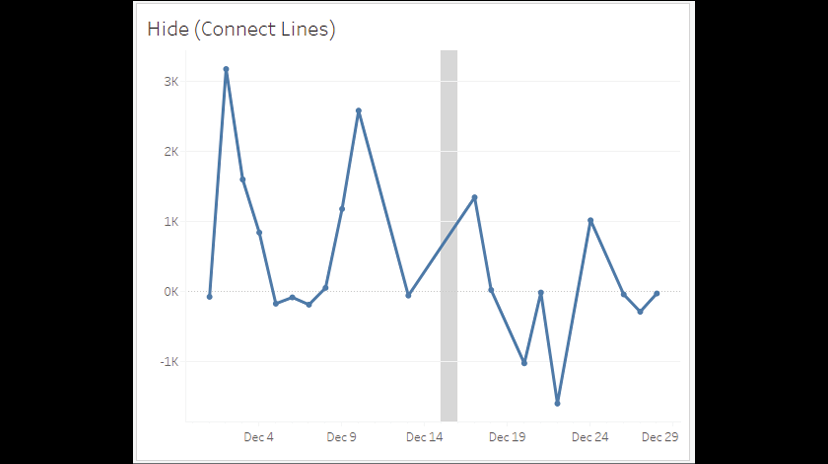 Hide (Connect Lines)
3K
2K
1K
0K
-1K
Dec 4 Dec 9 Dec 14 Dec 19 Dec 24 Dec 29